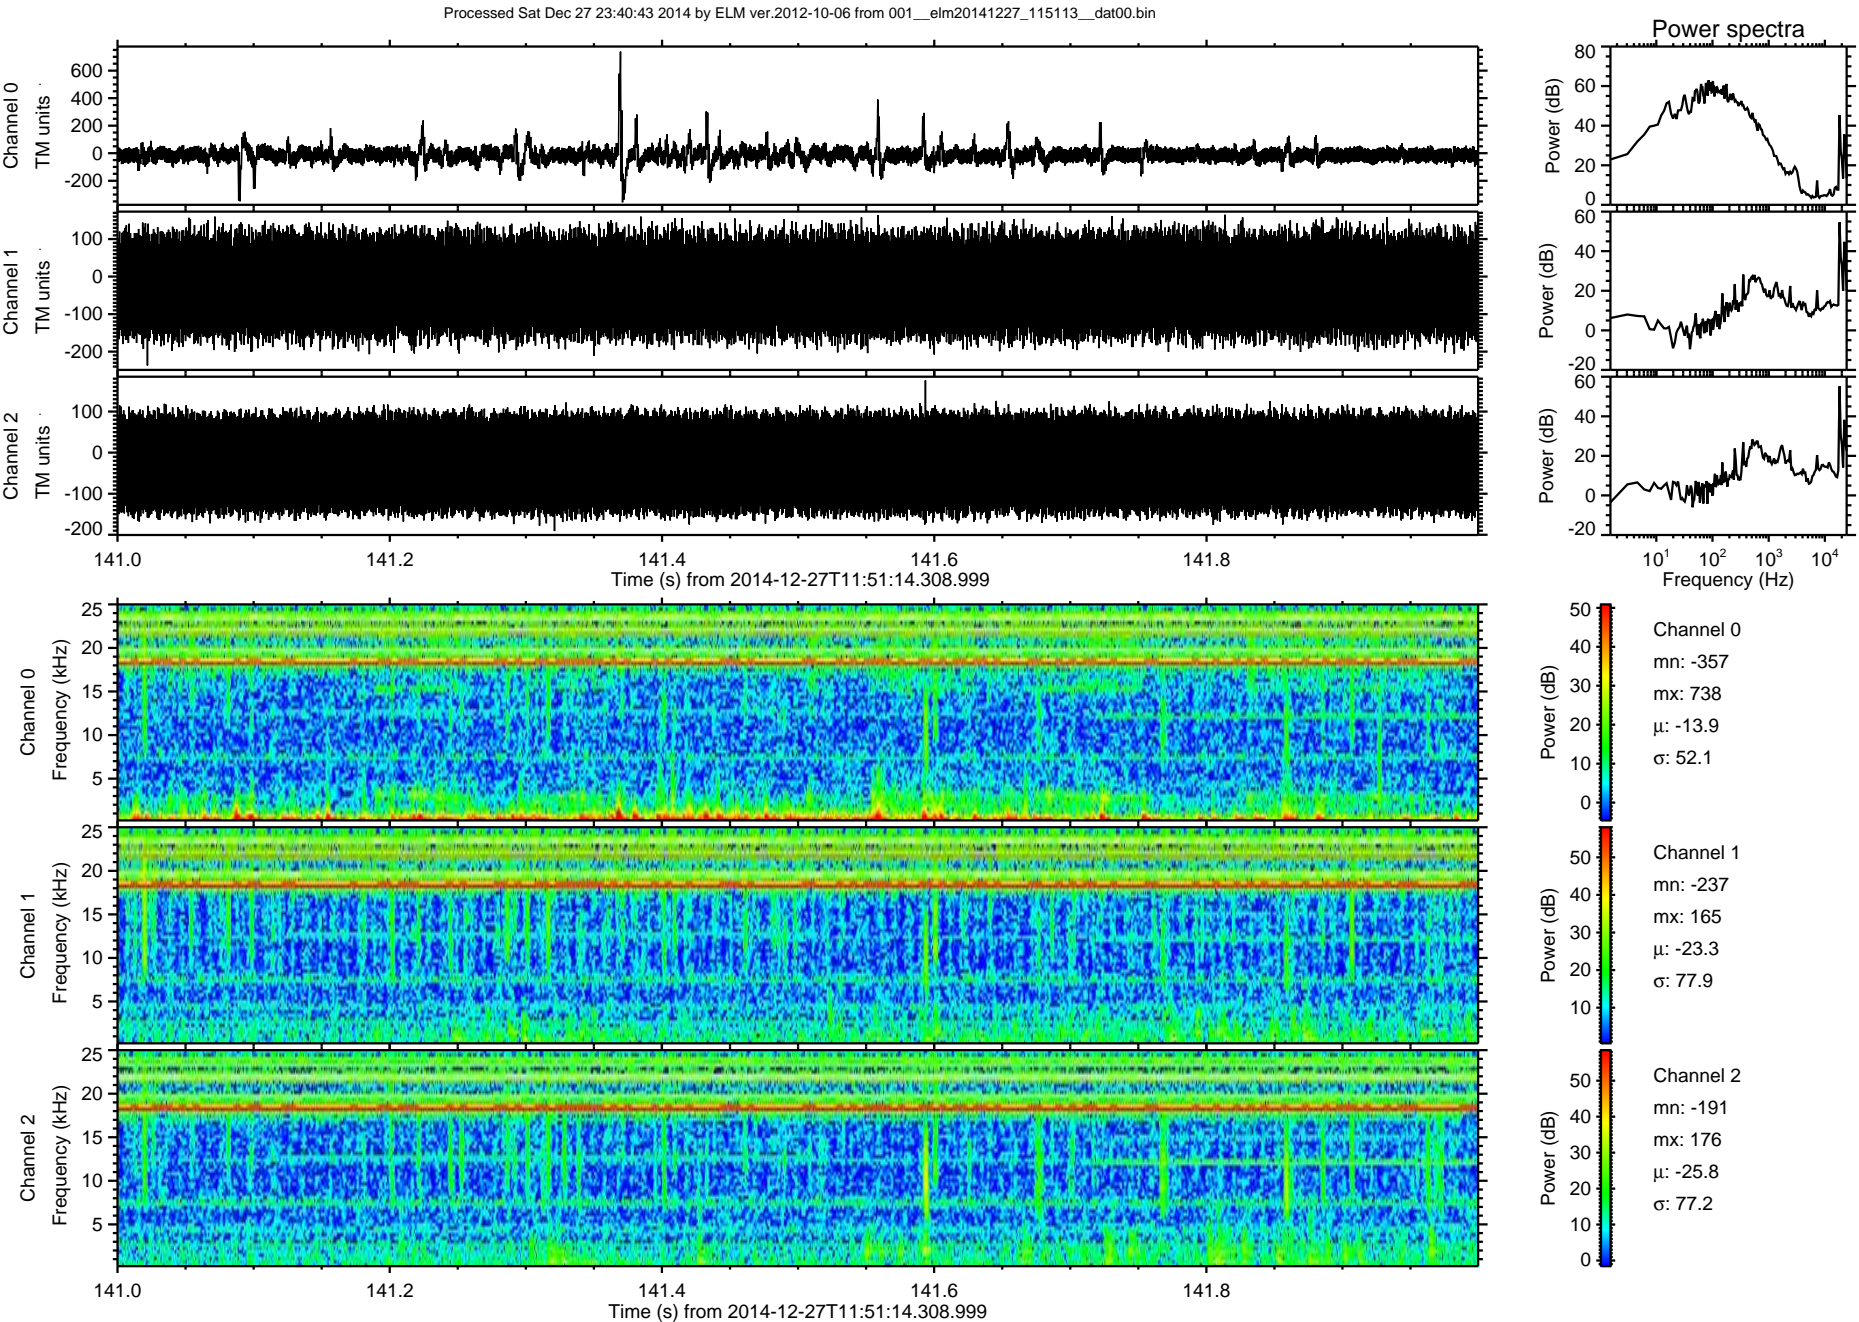 Processed Sat Dec 27 23:40:43 2014 by ELM ver.2012-10-06 from 001__elm20141227_115113__dat00.bin
Power spectra
Channel 0
TM units
600
400
200
0
-200
Power (dB)
80
60
40
20
0
Channel 1
TM units
100
0
-100
-200
Power (dB)
60
40
20
0
-20
Channel 2
TM units
100
0
-100
-200
Power (dB)
60
40
20
0
-20
141.0 141.2 141.4 141.6 141.8
Time (s) from 2014-12-27T11:51:14.308.999
10¹ 10² 10³ 10⁴
Frequency (Hz)
Channel 0
Frequency (kHz)
25
20
15
10
5
Power (dB)
50
40
30
20
10
0
Channel 0
mn: -357
mx: 738
μ: -13.9
σ: 52.1
Channel 1
Frequency (kHz)
25
20
15
10
5
Power (dB)
50
40
30
20
10
Channel 1
mn: -237
mx: 165
μ: -23.3
σ: 77.9
Channel 2
Frequency (kHz)
25
20
15
10
5
Power (dB)
50
40
30
20
10
0
Channel 2
mn: -191
mx: 176
μ: -25.8
σ: 77.2
141.0 141.2 141.4 141.6 141.8
Time (s) from 2014-12-27T11:51:14.308.999